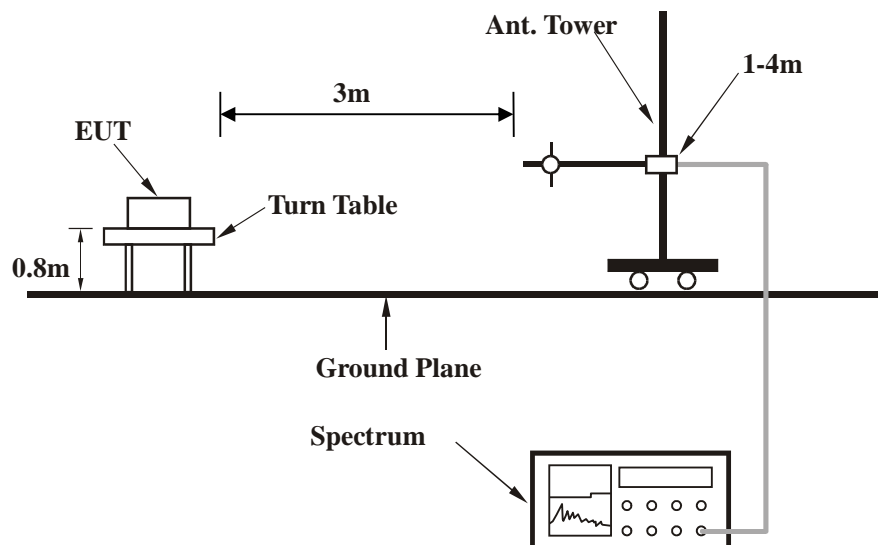 Ant. Tower
1-4m
3m
EUT
Turn Table
0.8m
Ground Plane
Spectrum